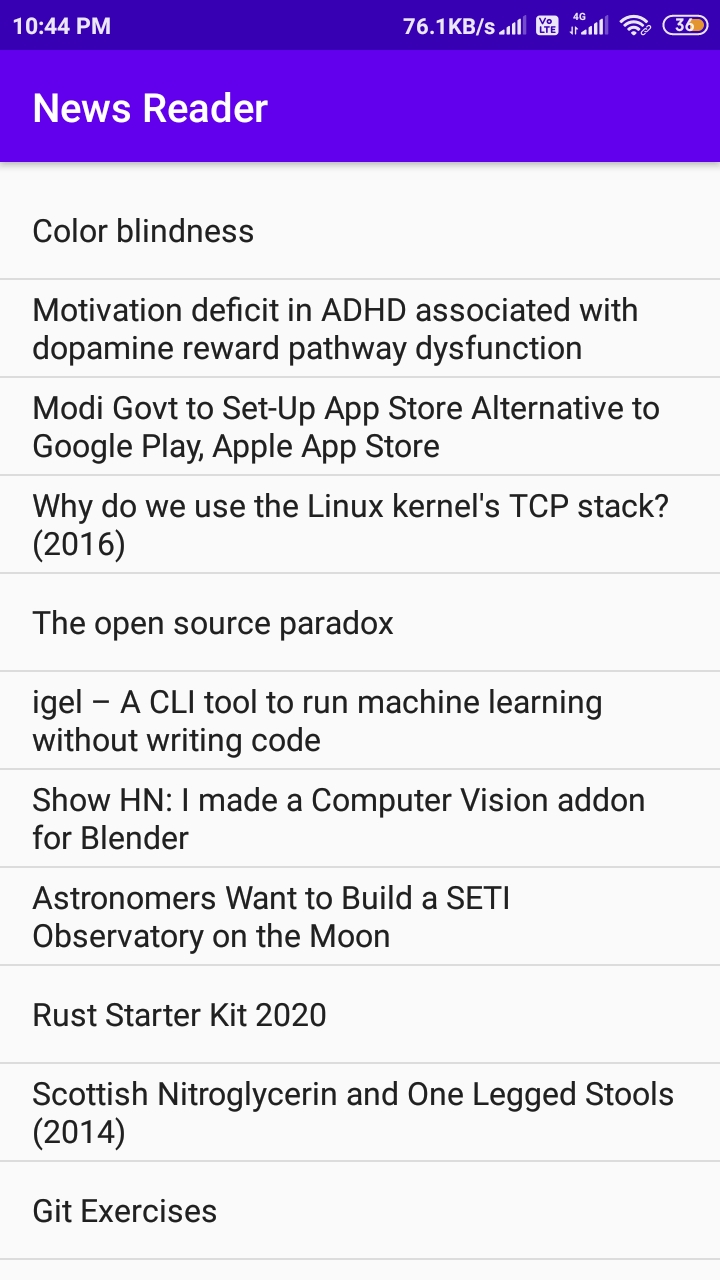 10:44 PM 76.1KB/s Vo LTE 4G 36
News Reader
Color blindness
Motivation deficit in ADHD associated with
dopamine reward pathway dysfunction
Modi Govt to Set-Up App Store Alternative to
Google Play, Apple App Store
Why do we use the Linux kernel's TCP stack?
(2016)
The open source paradox
igel – A CLI tool to run machine learning
without writing code
Show HN: I made a Computer Vision addon
for Blender
Astronomers Want to Build a SETI
Observatory on the Moon
Rust Starter Kit 2020
Scottish Nitroglycerin and One Legged Stools
(2014)
Git Exercises